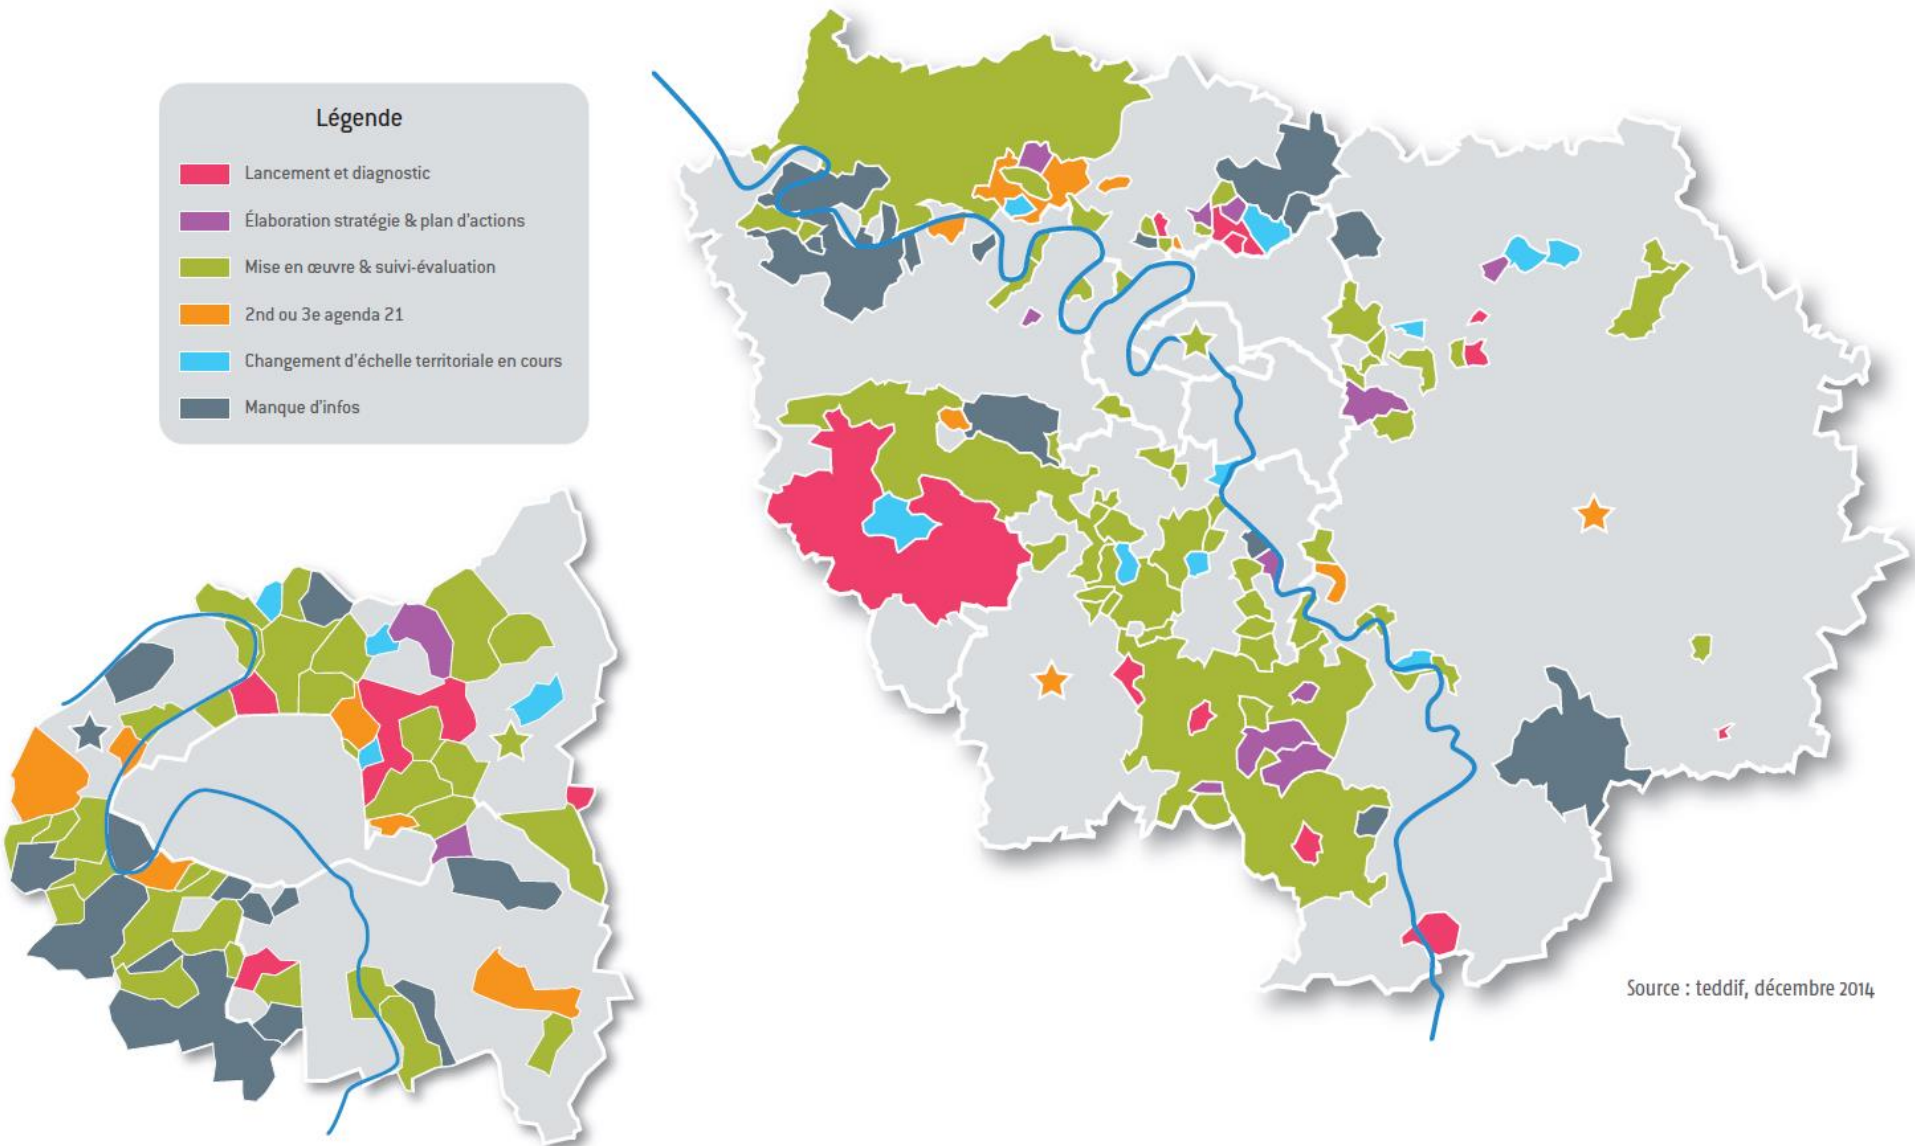 Légende
Lancement et diagnostic
Élaboration stratégie & plan d'actions
Mise en œuvre & suivi-évaluation
2nd ou 3e agenda 21
Changement d'échelle territoriale en cours
Manque d'infos
Source : teddif, décembre 2014